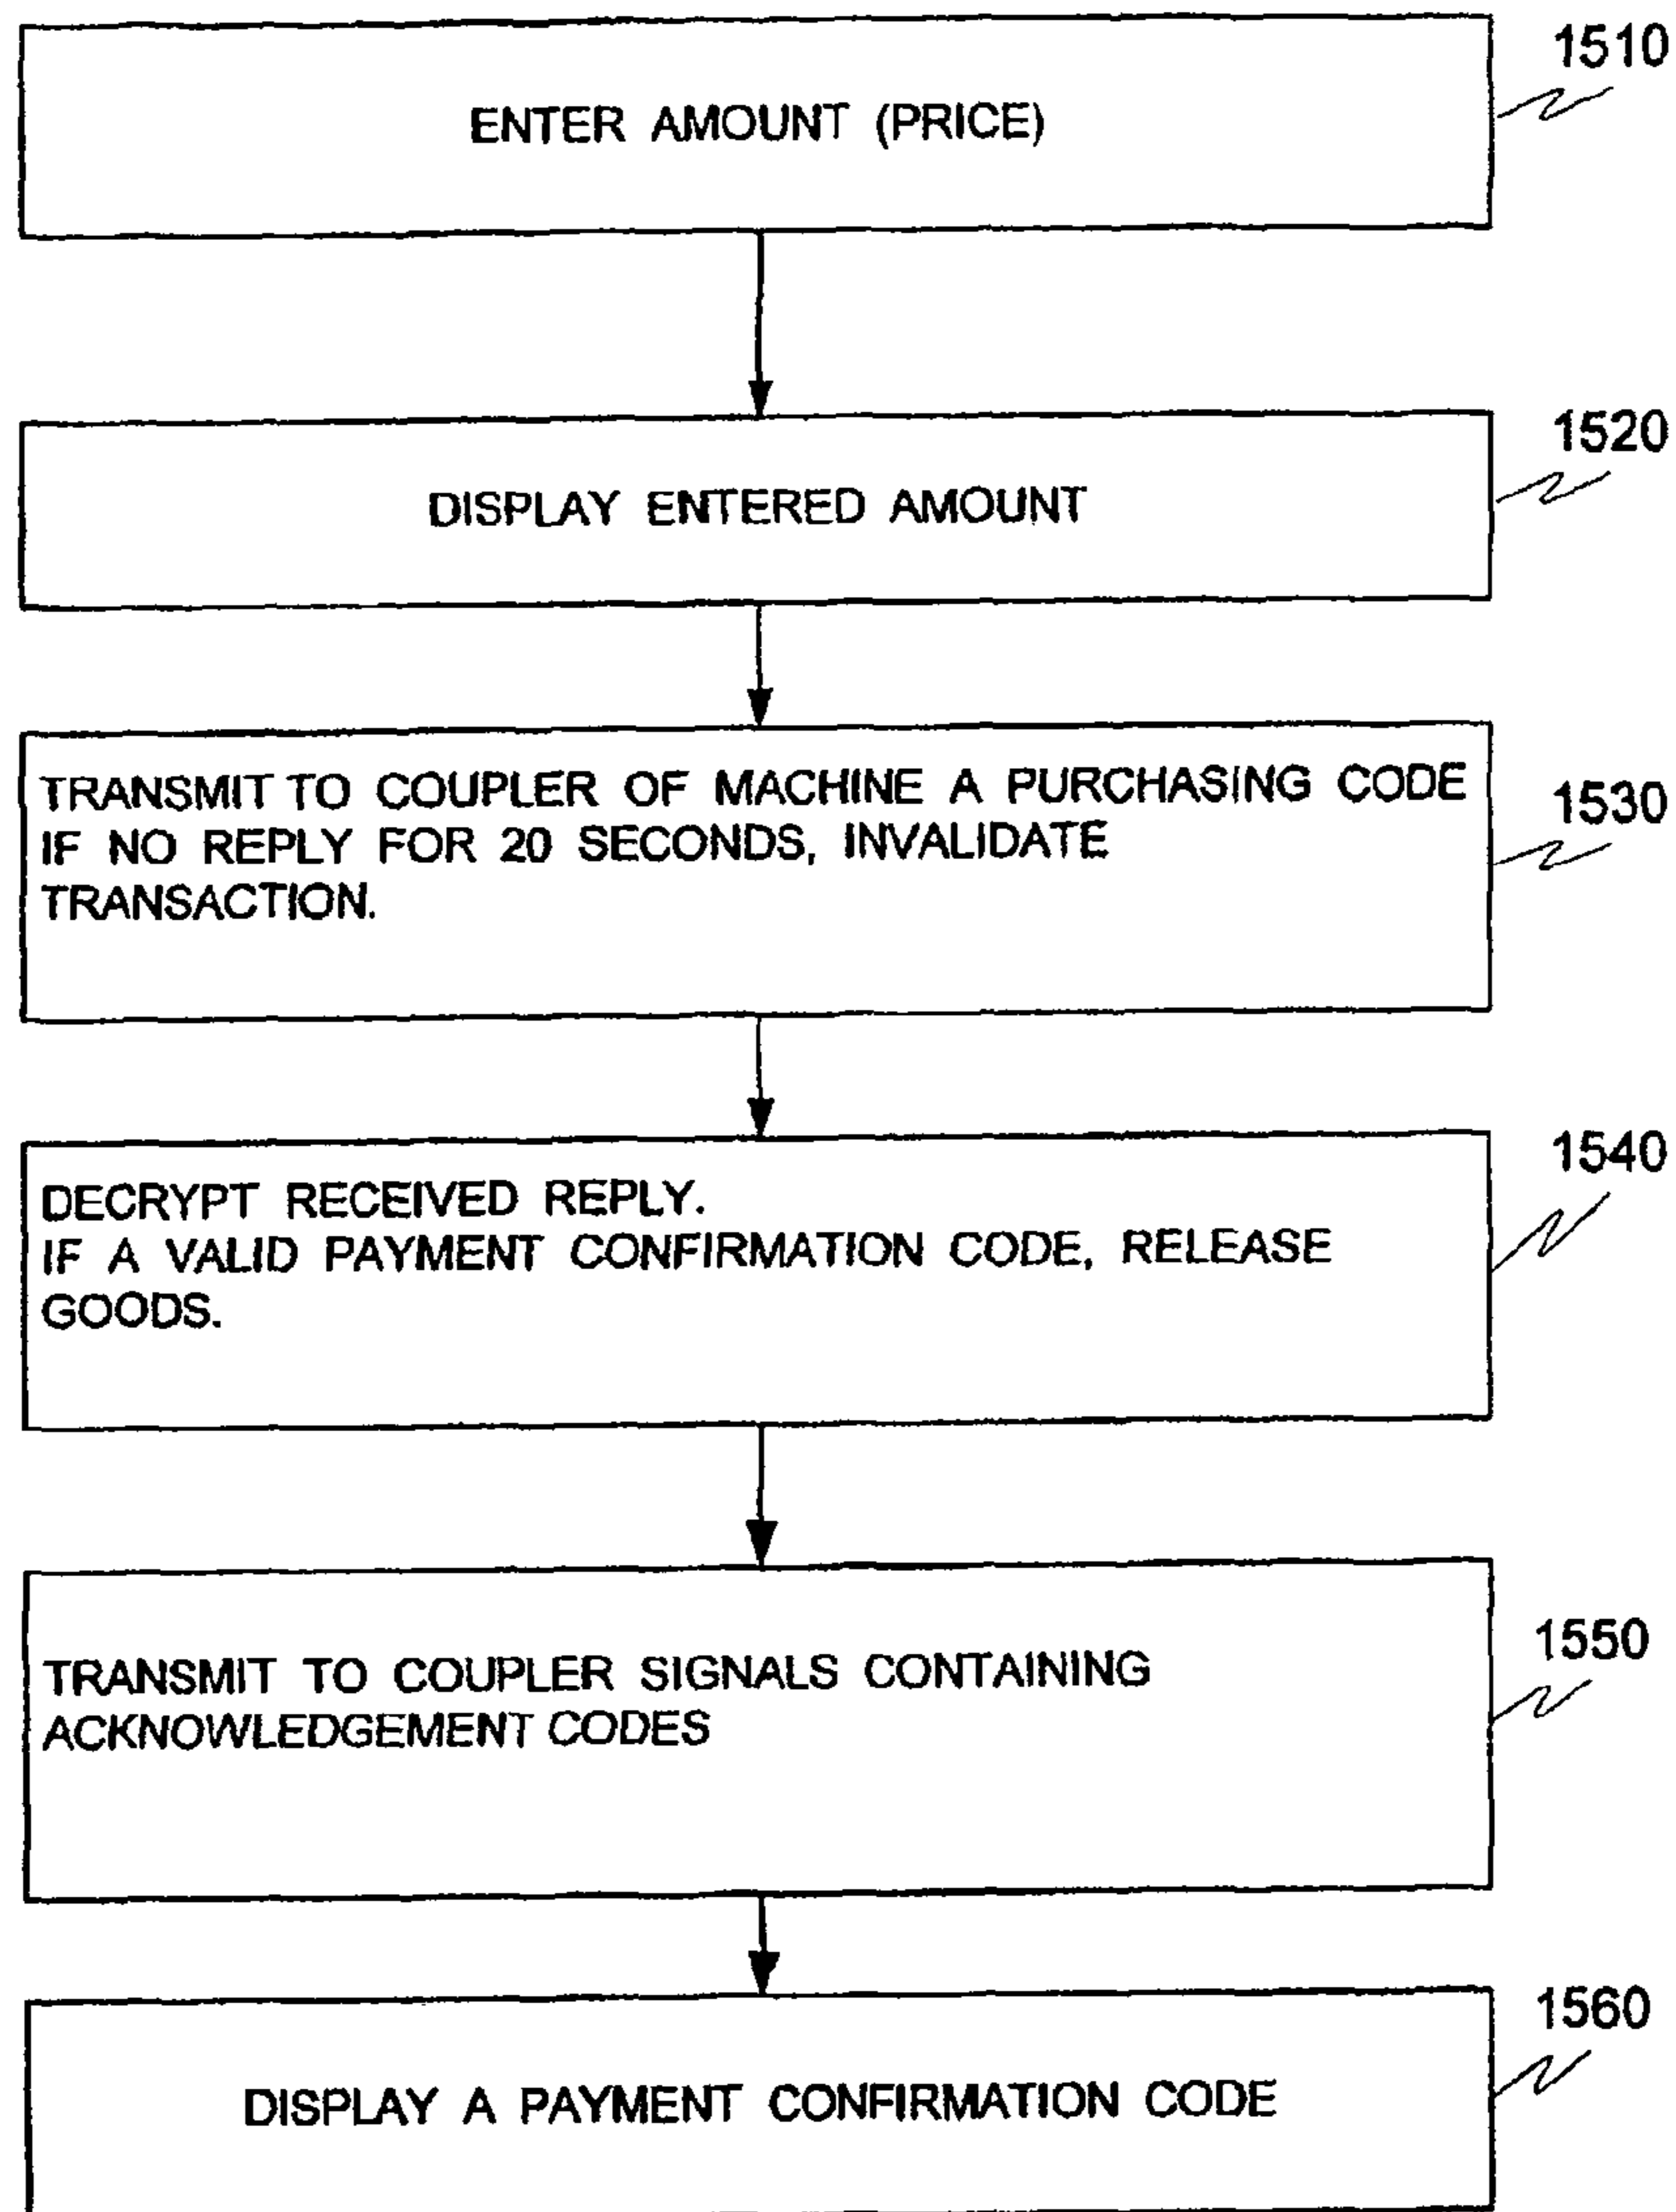 1510
ENTER AMOUNT (PRICE)
1520
DISPLAY ENTERED AMOUNT
1530
TRANSMIT TO COUPLER OF MACHINE A PURCHASING CODE
IF NO REPLY FOR 20 SECONDS, INVALIDATE
TRANSACTION.
1540
DECRYPT RECEIVED REPLY.
IF A VALID PAYMENT CONFIRMATION CODE, RELEASE
GOODS.
1550
TRANSMIT TO COUPLER SIGNALS CONTAINING
ACKNOWLEDGEMENT CODES
1560
DISPLAY A PAYMENT CONFIRMATION CODE